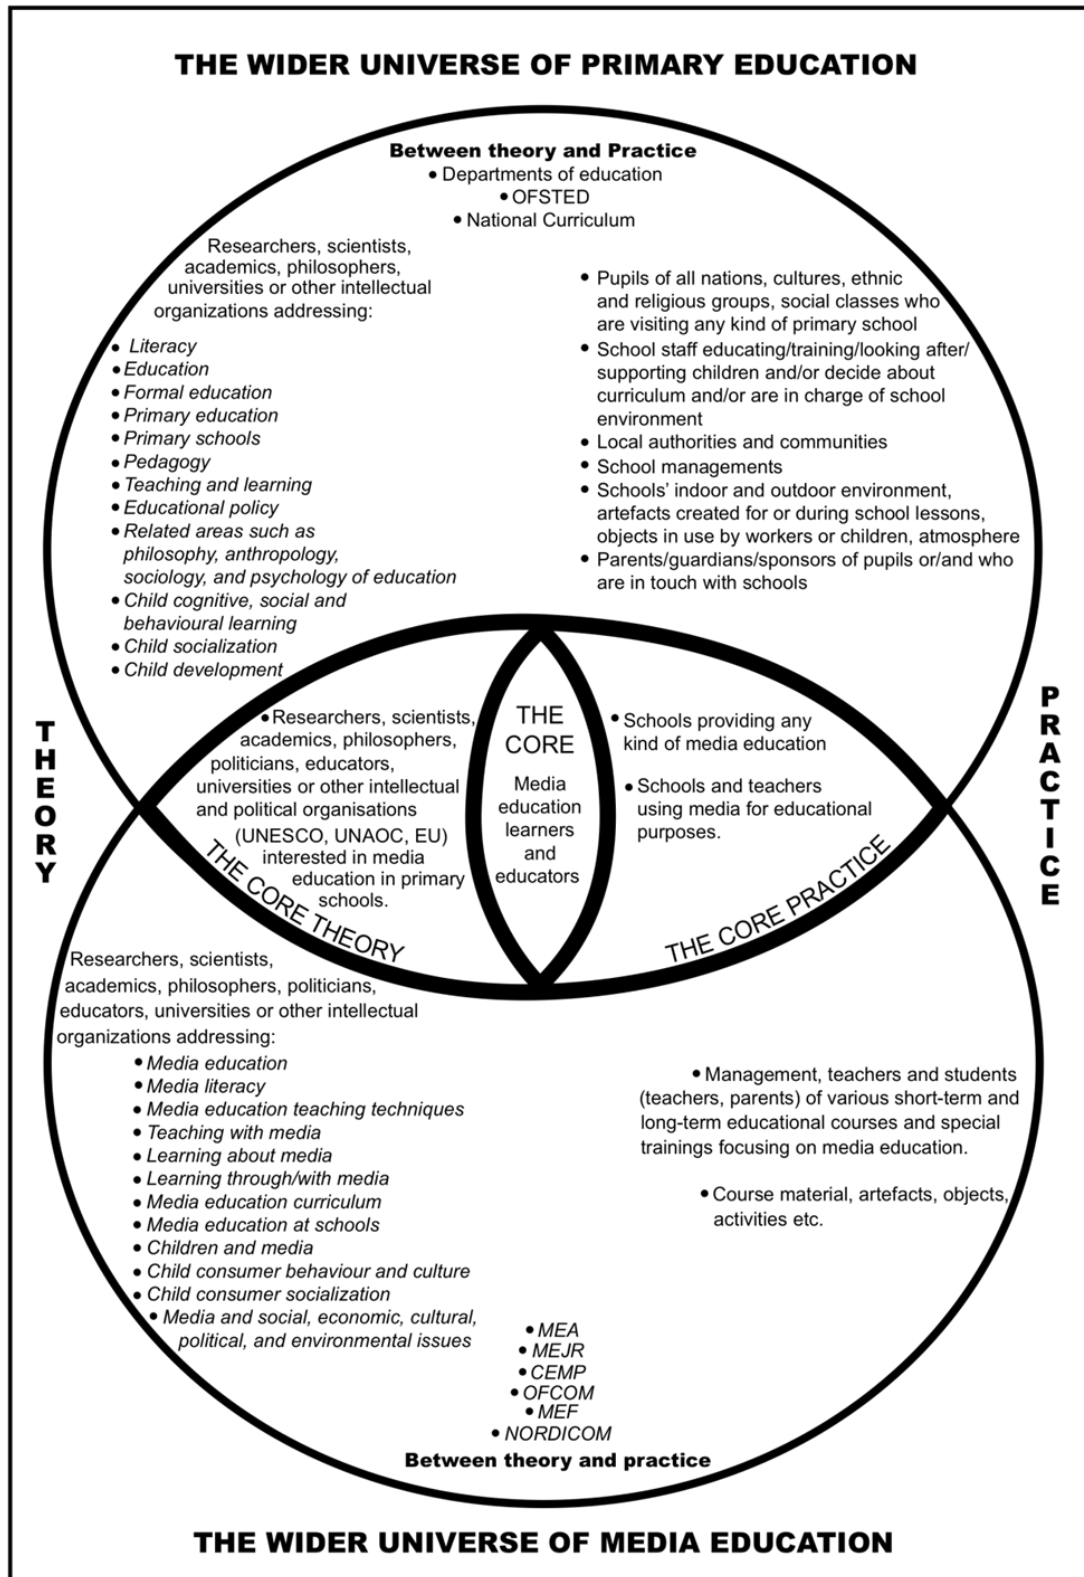 THE WIDER UNIVERSE OF PRIMARY EDUCATION
Between theory and Practice
• Departments of education
• OFSTED
• National Curriculum
Researchers, scientists,
academics, philosophers,
universities or other intellectual
organizations addressing:
• Literacy
• Education
• Formal education
• Primary education
• Primary schools
• Pedagogy
• Teaching and learning
• Educational policy
• Related areas such as
philosophy, anthropology,
sociology, and psychology of education
• Child cognitive, social and
behavioural learning
• Child socialization
• Child development
• Pupils of all nations, cultures, ethnic
and religious groups, social classes who
are visiting any kind of primary school
• School staff educating/training/looking after/
supporting children and/or decide about
curriculum and/or are in charge of school
environment
• Local authorities and communities
• School managements
• Schools' indoor and outdoor environment,
artefacts created for or during school lessons,
objects in use by workers or children, atmosphere
• Parents/guardians/sponsors of pupils or/and who
are in touch with schools
THEORY
• Researchers, scientists,
academics, philosophers,
politicians, educators,
universities or other intellectual
and political organisations
(UNESCO, UNAOC, EU)
interested in media
education in primary
schools.
THE CORE THEORY
THE
CORE
Media
education
learners
and
educators
• Schools providing any
kind of media education
• Schools and teachers
using media for educational
purposes.
THE CORE PRACTICE
PRACTICE
Researchers, scientists,
academics, philosophers, politicians,
educators, universities or other intellectual
organizations addressing:
• Media education
• Media literacy
• Media education teaching techniques
• Teaching with media
• Learning about media
• Learning through/with media
• Media education curriculum
• Media education at schools
• Children and media
• Child consumer behaviour and culture
• Child consumer socialization
• Media and social, economic, cultural,
political, and environmental issues
• Management, teachers and students
(teachers, parents) of various short-term and
long-term educational courses and special
trainings focusing on media education.
• Course material, artefacts, objects,
activities etc.
• MEA
• MEJR
• CEMP
• OFCOM
• MEF
• NORDICOM
Between theory and practice
THE WIDER UNIVERSE OF MEDIA EDUCATION